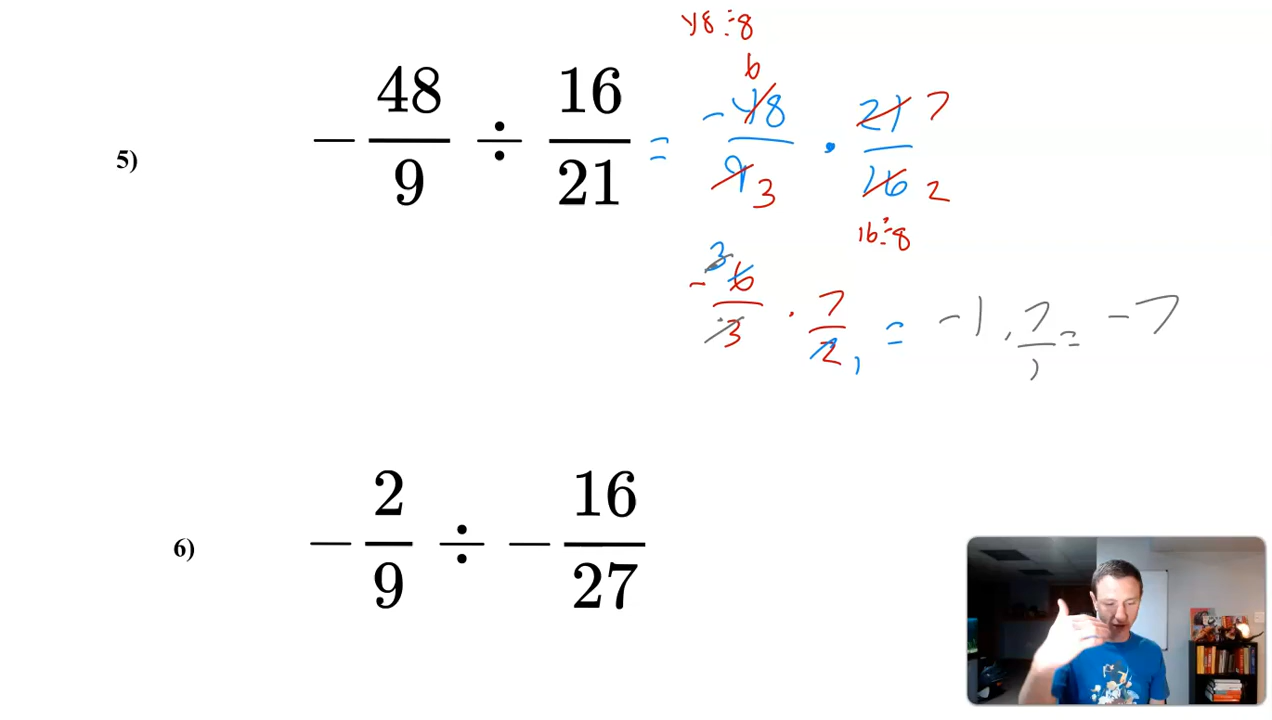 48 ÷ 8
6
5) − 48/9 ÷ 16/21 = -48/9 · 21/16 7
3 2
16 ÷ 8
3
- 6/3 · 7/2 = -1 · 7/1 = -7
1
6) − 2/9 ÷ − 16/27